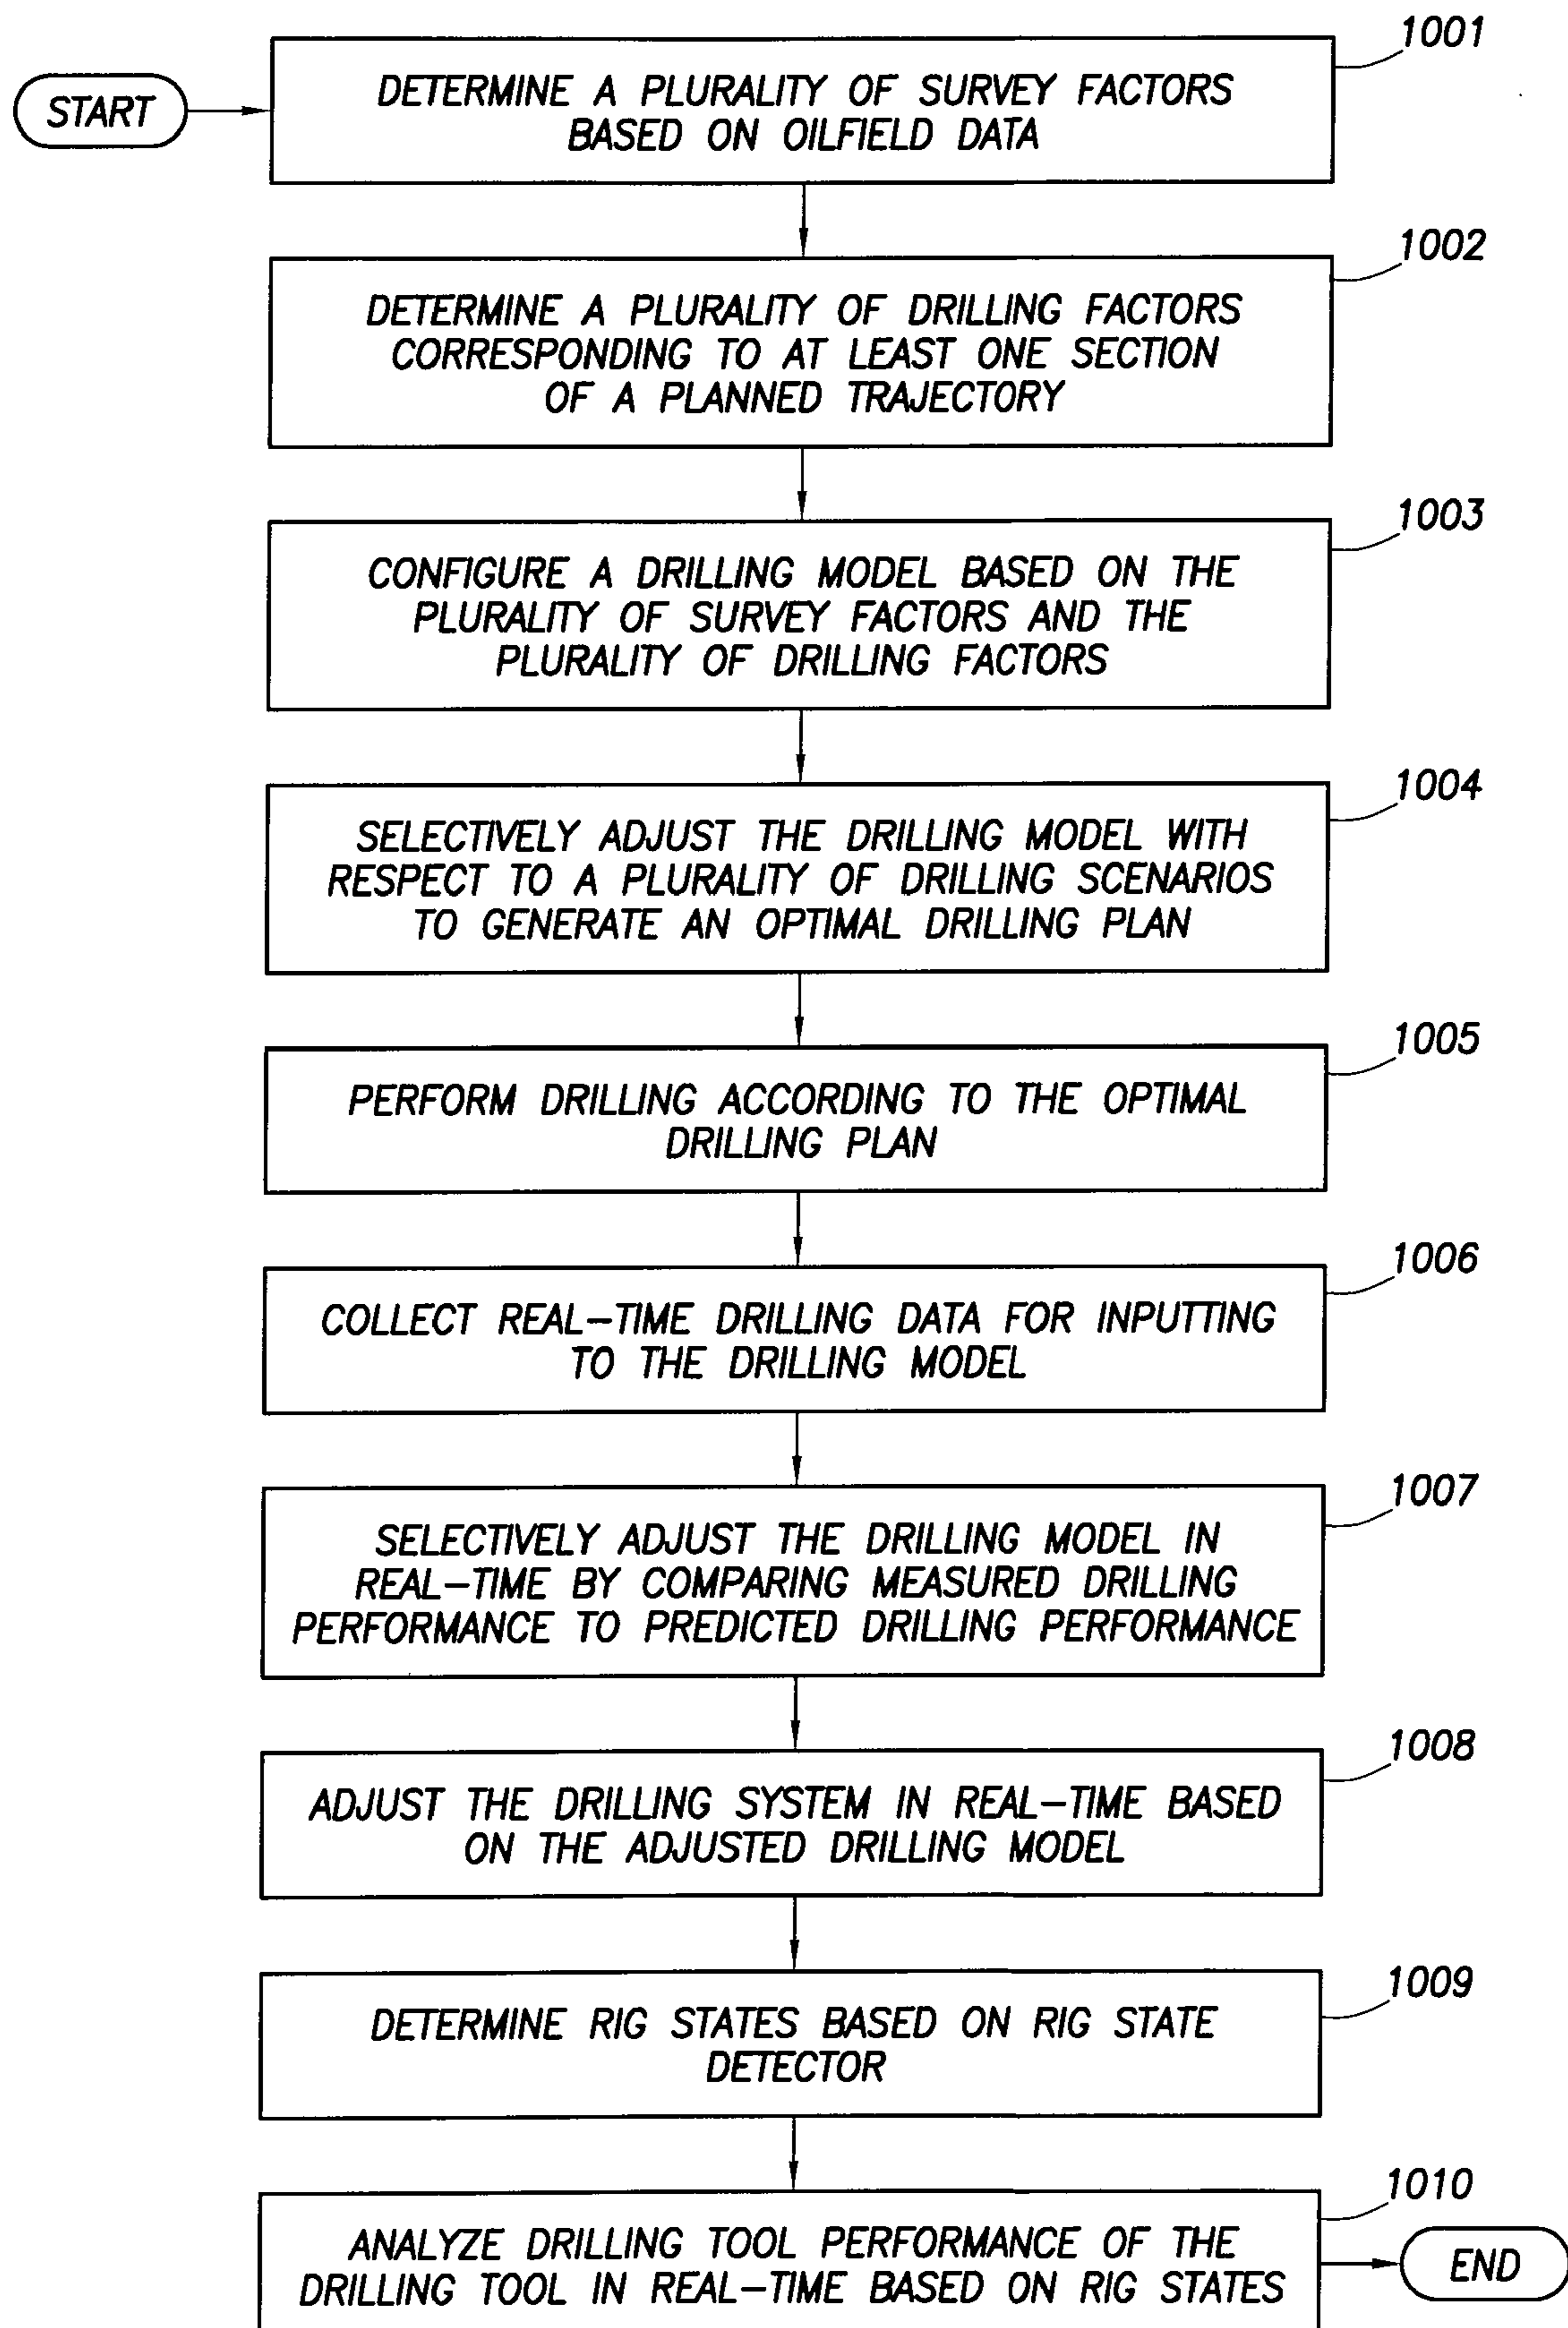 1001
START
DETERMINE A PLURALITY OF SURVEY FACTORS
BASED ON OILFIELD DATA
1002
DETERMINE A PLURALITY OF DRILLING FACTORS
CORRESPONDING TO AT LEAST ONE SECTION
OF A PLANNED TRAJECTORY
1003
CONFIGURE A DRILLING MODEL BASED ON THE
PLURALITY OF SURVEY FACTORS AND THE
PLURALITY OF DRILLING FACTORS
1004
SELECTIVELY ADJUST THE DRILLING MODEL WITH
RESPECT TO A PLURALITY OF DRILLING SCENARIOS
TO GENERATE AN OPTIMAL DRILLING PLAN
1005
PERFORM DRILLING ACCORDING TO THE OPTIMAL
DRILLING PLAN
1006
COLLECT REAL-TIME DRILLING DATA FOR INPUTTING
TO THE DRILLING MODEL
1007
SELECTIVELY ADJUST THE DRILLING MODEL IN
REAL-TIME BY COMPARING MEASURED DRILLING
PERFORMANCE TO PREDICTED DRILLING PERFORMANCE
1008
ADJUST THE DRILLING SYSTEM IN REAL-TIME BASED
ON THE ADJUSTED DRILLING MODEL
1009
DETERMINE RIG STATES BASED ON RIG STATE
DETECTOR
1010
ANALYZE DRILLING TOOL PERFORMANCE OF THE
DRILLING TOOL IN REAL-TIME BASED ON RIG STATES
END